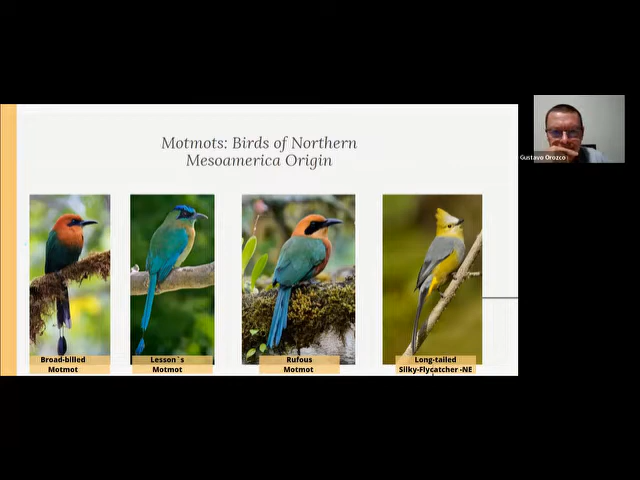 Motmots: Birds of Northern
Mesoamerica Origin
Gustavo Orozco
Broad-billed
Motmot
Lesson`s
Motmot
Rufous
Motmot
Long-tailed
Silky-Flycatcher -NE